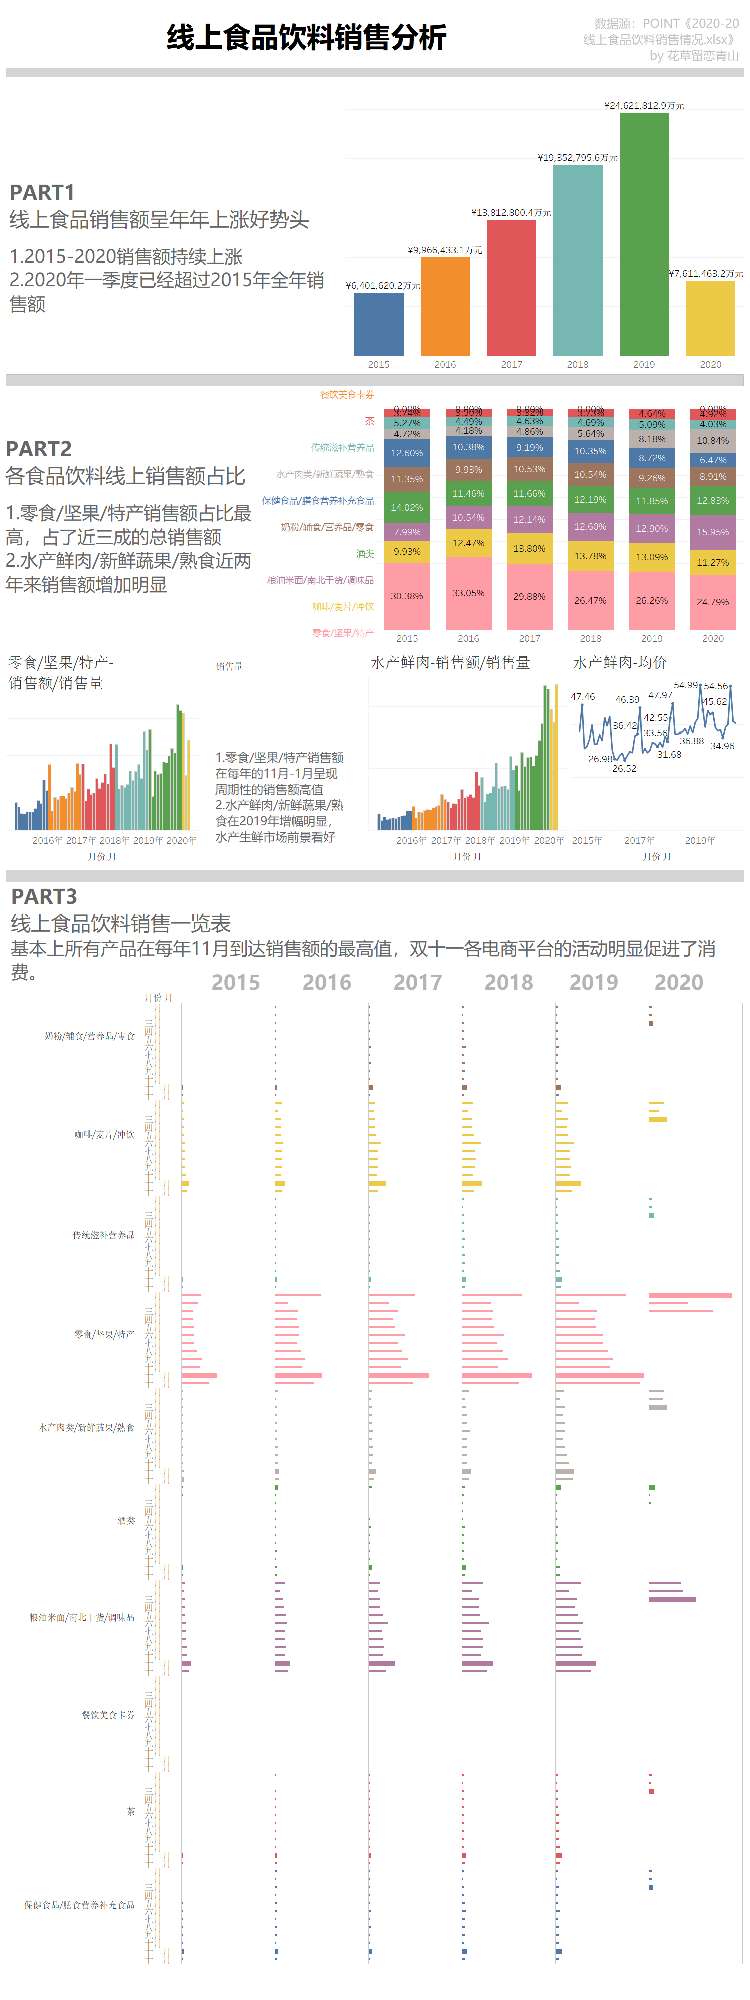 线上食品饮料销售分析
数据源：POINT《2020-20
线上食品饮料销售情况.xlsx》
by 花草留恋青山
PART1
线上食品销售额呈年年上涨好势头
1.2015-2020销售额持续上涨
2.2020年一季度已经超过2015年全年销
售额
¥6,401,620.2万元
¥9,966,433.1万元
¥13,812,300.4万元
¥19,352,795.6万元
¥24,621,812.9万元
¥7,611,463.2万元
2015
2016
2017
2018
2019
2020
PART2
各食品饮料线上销售额占比
1.零食/坚果/特产销售额占比最
高，占了近三成的总销售额
2.水产鲜肉/新鲜蔬果/熟食近两
年来销售额增加明显
餐饮美食卡券
茶
传统滋补营养品
水产肉类/新鲜蔬果/熟食
保健食品/膳食营养补充食品
奶粉/辅食/营养品/零食
酒类
粮油米面/南北干货/调味品
咖啡/麦片/冲饮
零食/坚果/特产
5.27%
4.72%
12.60%
11.35%
14.02%
7.99%
9.93%
30.38%
4.49%
4.18%
10.38%
9.93%
11.46%
10.54%
12.47%
33.05%
4.63%
4.86%
9.19%
10.53%
11.66%
12.14%
13.80%
29.88%
4.69%
5.64%
10.35%
10.54%
12.19%
12.60%
13.78%
26.47%
4.64%
5.09%
8.18%
8.72%
9.26%
11.85%
12.90%
13.09%
26.26%
4.03%
10.84%
6.47%
8.91%
12.83%
15.95%
11.27%
24.79%
2015
2016
2017
2018
2019
2020
零食/坚果/特产-
销售额/销售量
销售量
水产鲜肉-销售额/销售量
水产鲜肉-均价
1.零食/坚果/特产销售额
在每年的11月-1月呈现
周期性的销售额高值
2.水产鲜肉/新鲜蔬果/熟
食在2019年增幅明显，
水产生鲜市场前景看好
47.46
26.98
36.42
26.52
46.39
33.56
42.55
31.68
47.97
36.88
54.99
45.62
34.96
54.56
2016年 2017年 2018年 2019年 2020年
月份 月
2016年 2017年 2018年 2019年 2020年
月份 月
2015年 2017年 2019年
月份 月
PART3
线上食品饮料销售一览表
基本上所有产品在每年11月到达销售额的最高值，双十一各电商平台的活动明显促进了消
费。
2015 2016 2017 2018 2019 2020
月份 月
奶粉/辅食/营养品/零食
咖啡/麦片/冲饮
传统滋补营养品
零食/坚果/特产
水产肉类/新鲜蔬果/熟食
酒类
粮油米面/南北干货/调味品
餐饮美食卡券
茶
保健食品/膳食营养补充食品